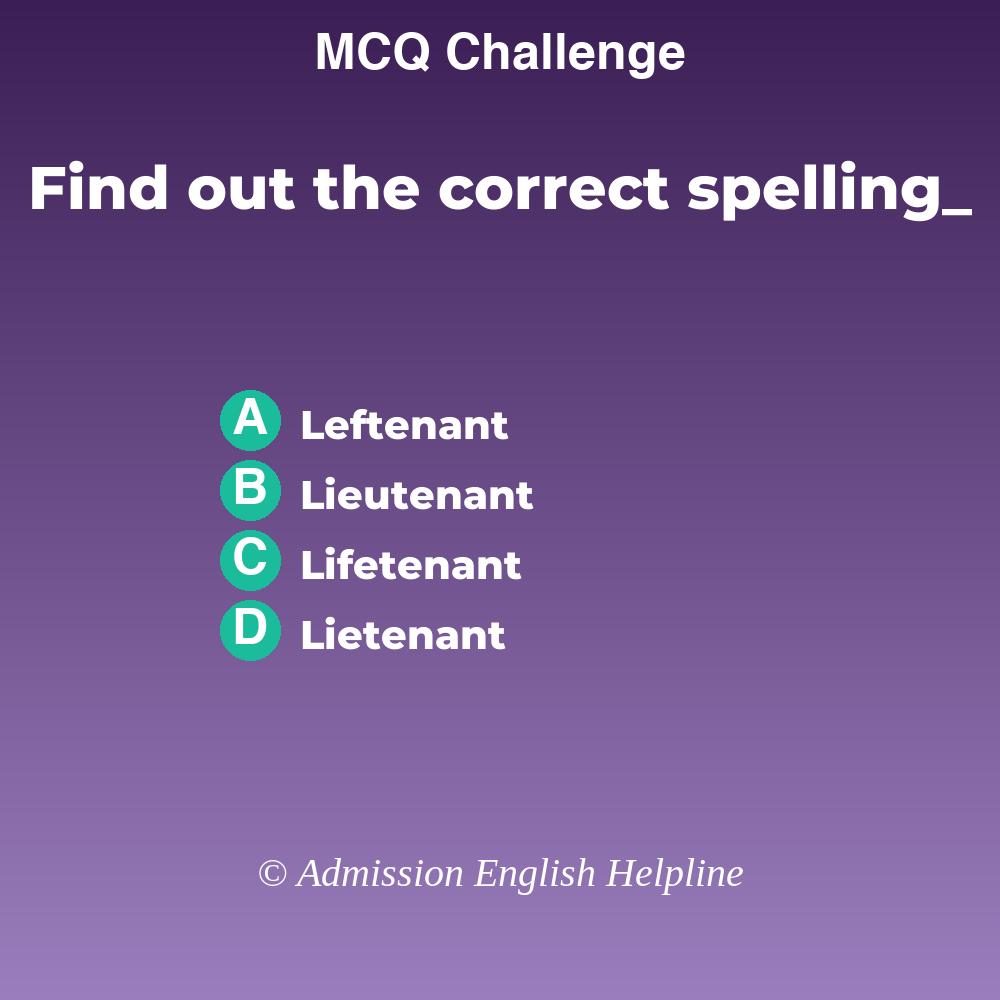 MCQ Challenge
Find out the correct spelling_
A Leftenant
B Lieutenant
C Lifetenant
D Lietenant
© Admission English Helpline